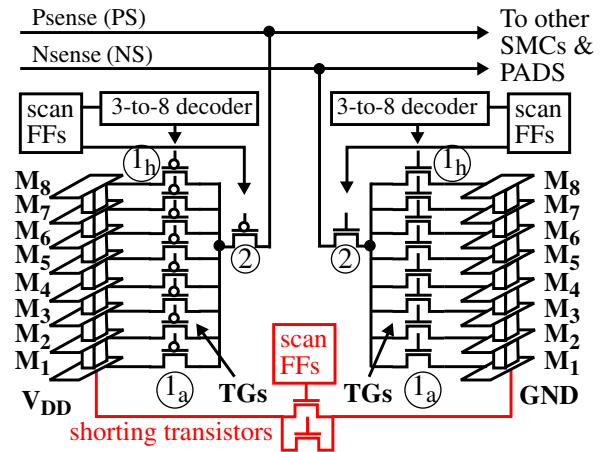 Psense (PS)
Nsense (NS)
To other
SMCs &
PADS
scan
FFs
3-to-8 decoder
3-to-8 decoder
scan
FFs
1h
1h
M8
M7
M6
M5
M4
M3
M2
M1
2
2
M8
M7
M6
M5
M4
M3
M2
M1
VDD
1a
TGs
scan
FFs
TGs
1a
GND
shorting transistors